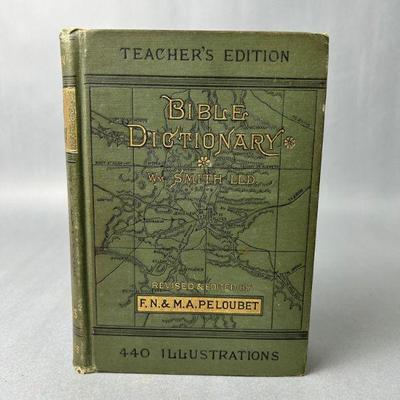 TEACHER'S EDITION
BIBLE
DICTIONARY
WM SMITH LLD.
REVISED & EDITED BY
F.N. & M.A. PELOUBET
440 ILLUSTRATIONS